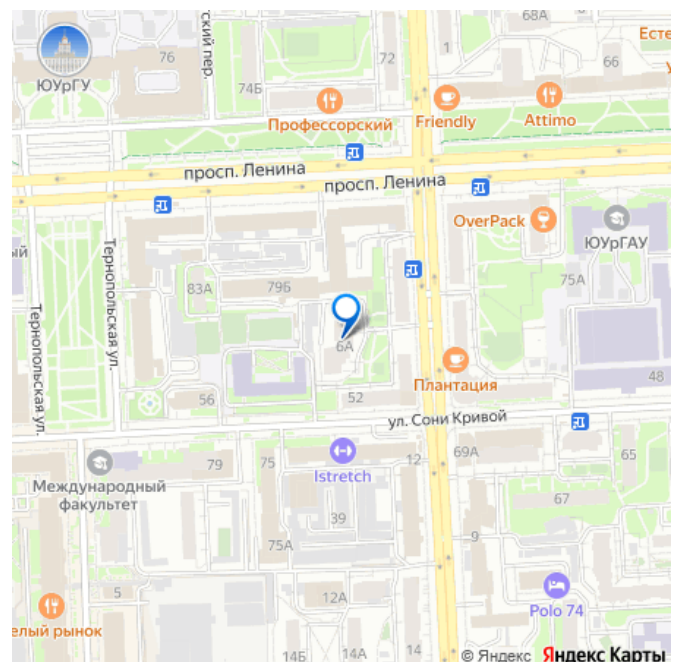 ский пер.
68А
76
72
1
66
Есте
ЮУрГУ
74Б
Профессорский
Friendly
Attimo
просп. Ленина
просп. Ленина
OverPack
ЮУрГАУ
ый
Тернопольская ул.
83А
79Б
75А
Тернопольская ул.
6А
Плантация
48
56
52
ул. Сони Кривой
79
75
Istretch
12
69А
65
Международный
факультет
67
39
75А
9
5
12А
Polo 74
елый рынок
14Б
14А
14
© Яндекс Яндекс Карты